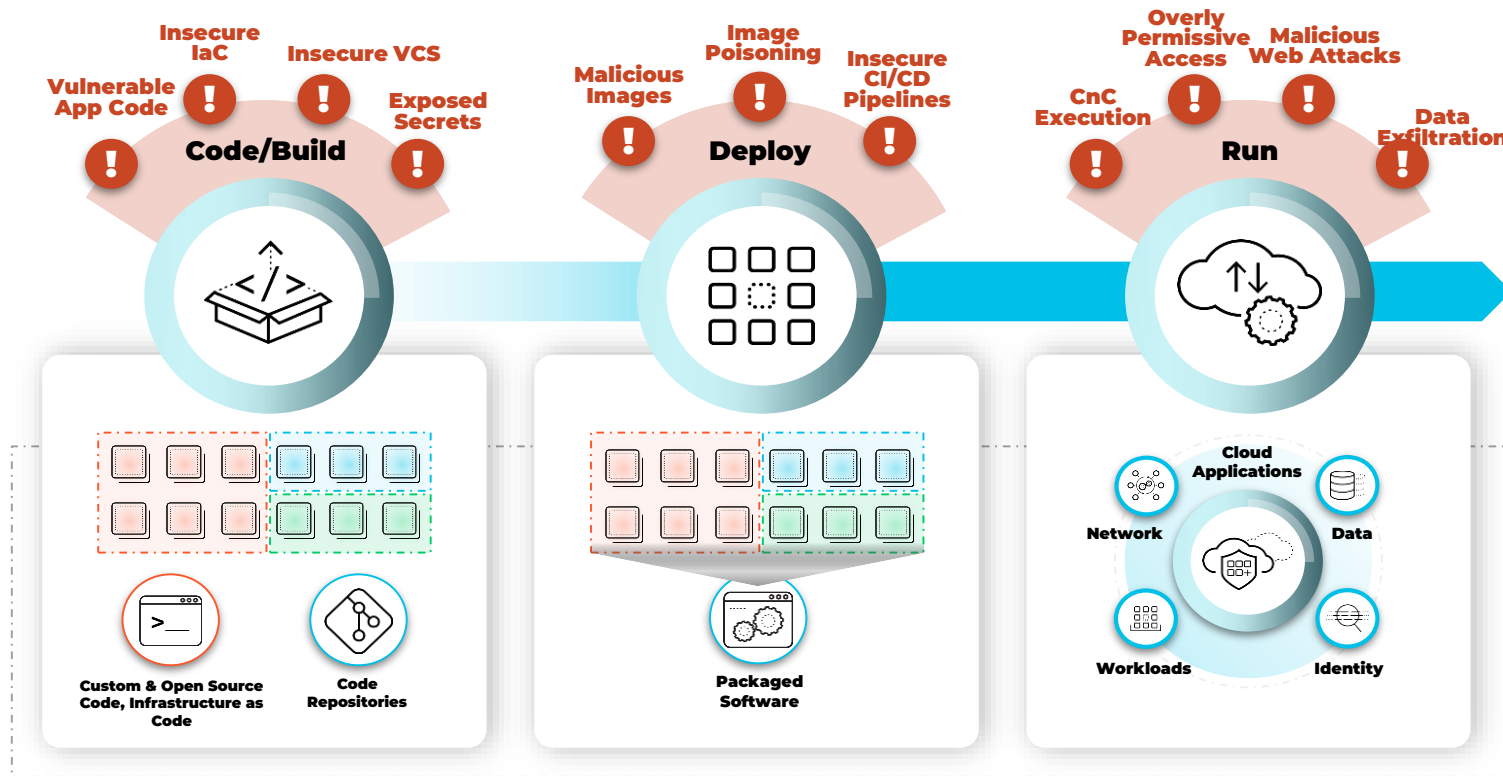 Insecure
IaC
Insecure VCS
Vulnerable
App Code
Exposed
Secrets
Code/Build
Image
Poisoning
Malicious
Images
Insecure
CI/CD
Pipelines
Deploy
Overly
Permissive
Access
Malicious
Web Attacks
CnC
Execution
Data
Exfiltration
Run
Custom & Open Source
Code, Infrastructure as
Code
Code
Repositories
Packaged
Software
Cloud
Applications
Network
Data
Workloads
Identity